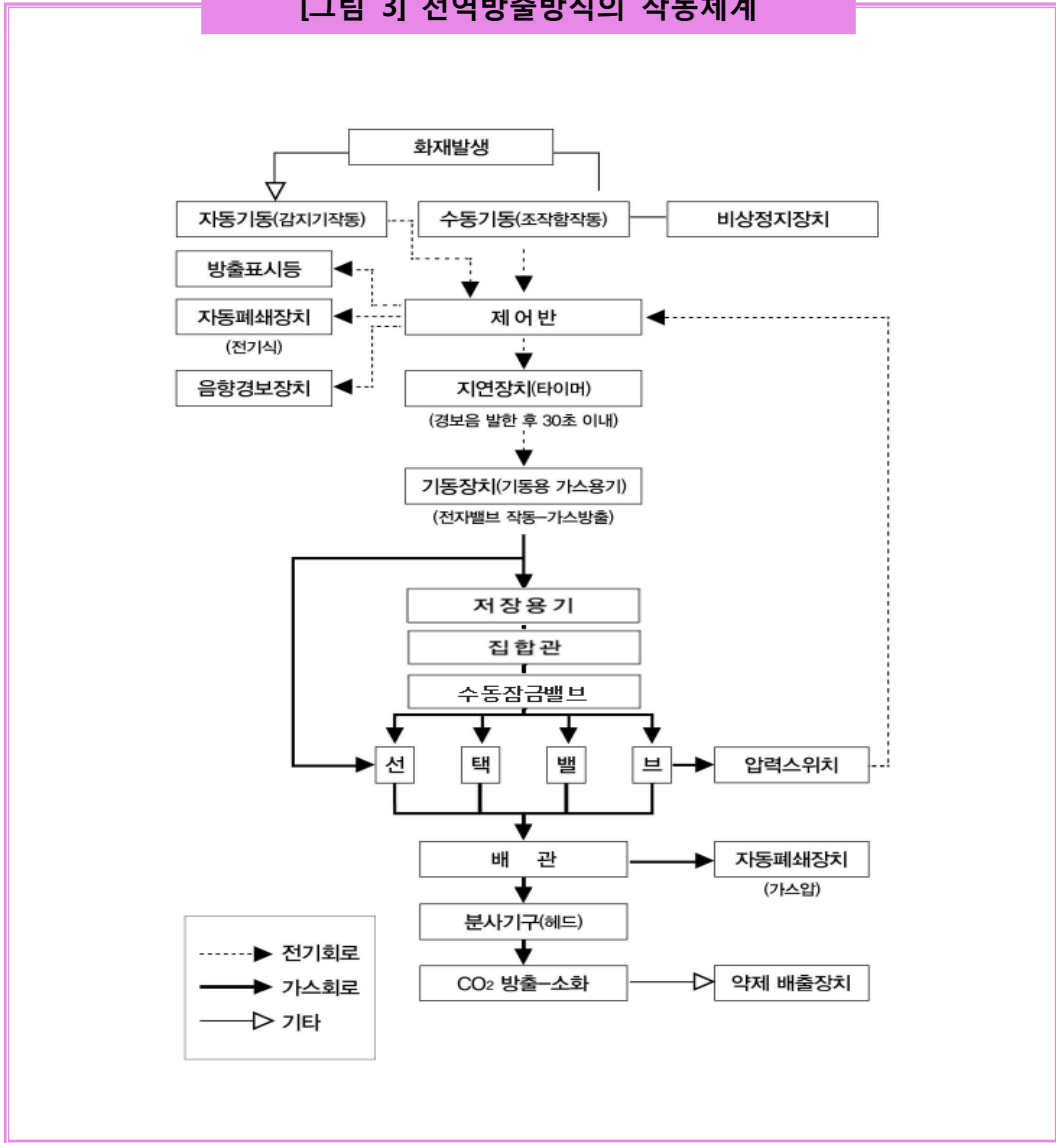 [그림 3] 전역방출방식의 작동체계
화재발생
자동기동(감지기작동)
수동기동(조작함작동)
비상정지장치
방출표시등
자동폐쇄장치
(전기식)
제어반
음향경보장치
지연장치(타이머)
(경보음 발한 후 30초 이내)
기동장치(기동용 가스용기)
(전자밸브 작동–가스방출)
저장용기
집합관
수동잠금밸브
선 택 밸 브
압력스위치
배 관
자동폐쇄장치
(가스압)
분사기구(헤드)
CO₂ 방출–소화
약제 배출장치
전기회로
가스회로
기타